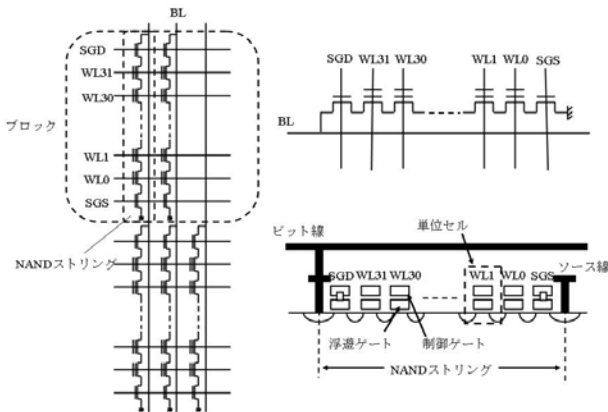 BL
SGD
WL31
WL30
ブロック
WL1
WL0
SGS
NANDストリング
SGD WL31 WL30 WL1 WL0 SGS
BL
ビット線
単位セル
SGD WL31 WL30 WL1 WL0 SGS
ソース線
浮遊ゲート
制御ゲート
NANDストリング